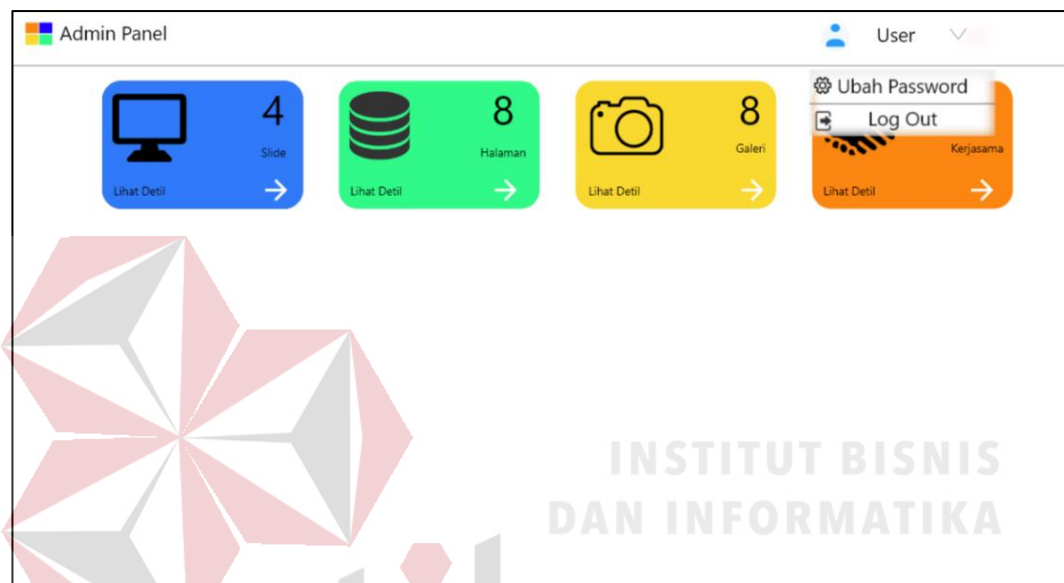 Admin Panel
User
Ubah Password
Log Out
4
Slide
Lihat Detil
8
Halaman
Lihat Detil
8
Galeri
Lihat Detil
Kerjasama
Lihat Detil
INSTITUT BISNIS
DAN INFORMATIKA